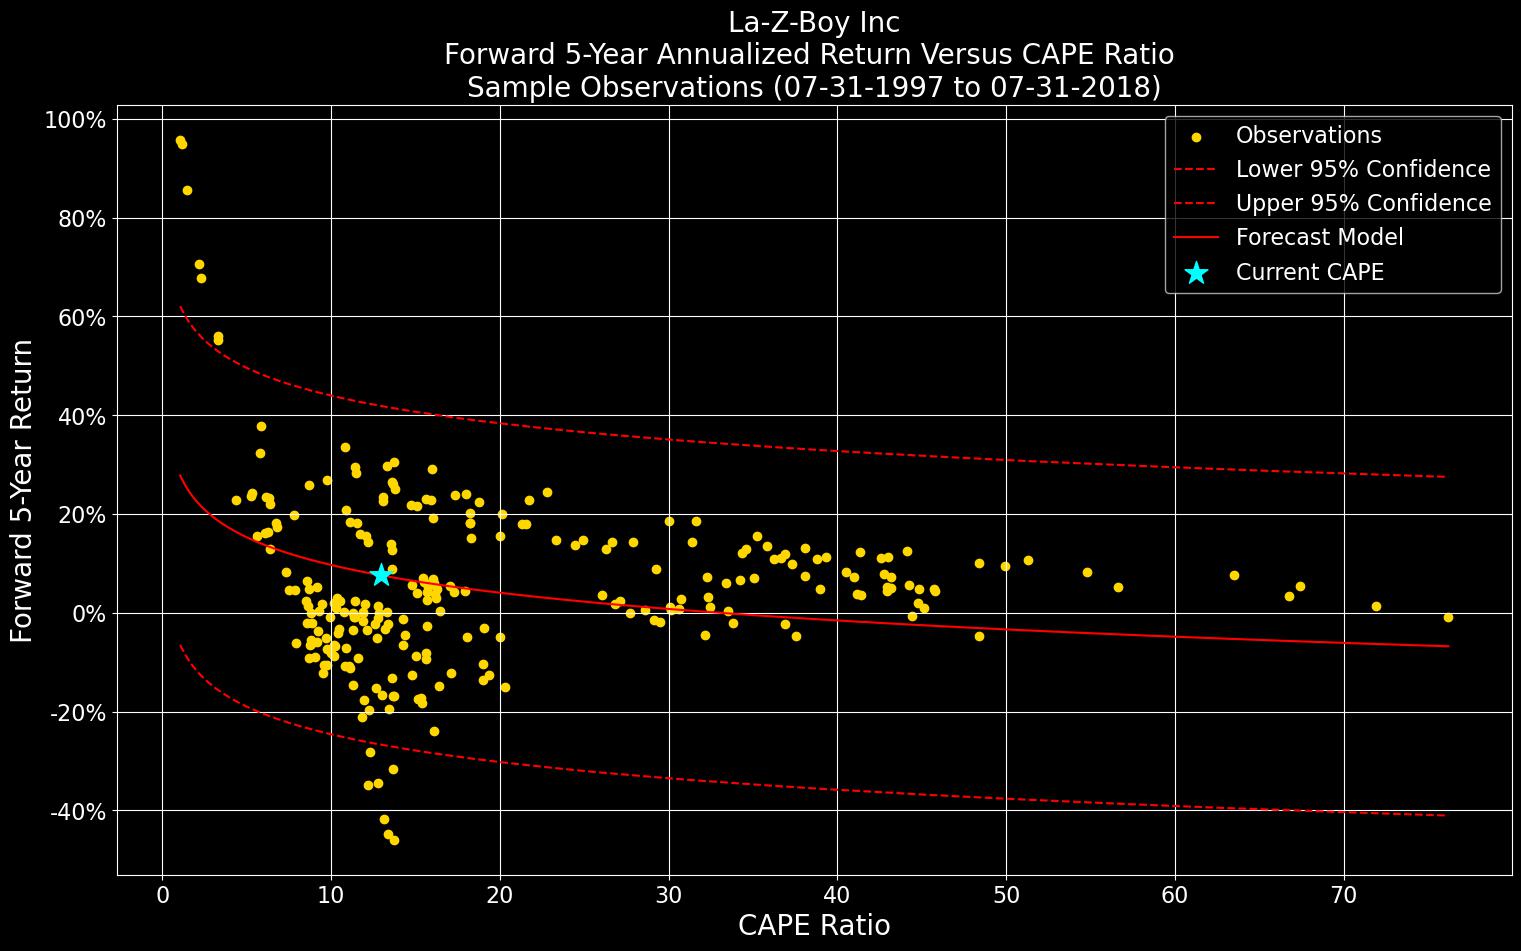 La-Z-Boy Inc
Forward 5-Year Annualized Return Versus CAPE Ratio
Sample Observations (07-31-1997 to 07-31-2018)
Observations
Lower 95% Confidence
Upper 95% Confidence
Forecast Model
Current CAPE
Forward 5-Year Return
100%
80%
60%
40%
20%
0%
-20%
-40%
0 10 20 30 40 50 60 70
CAPE Ratio